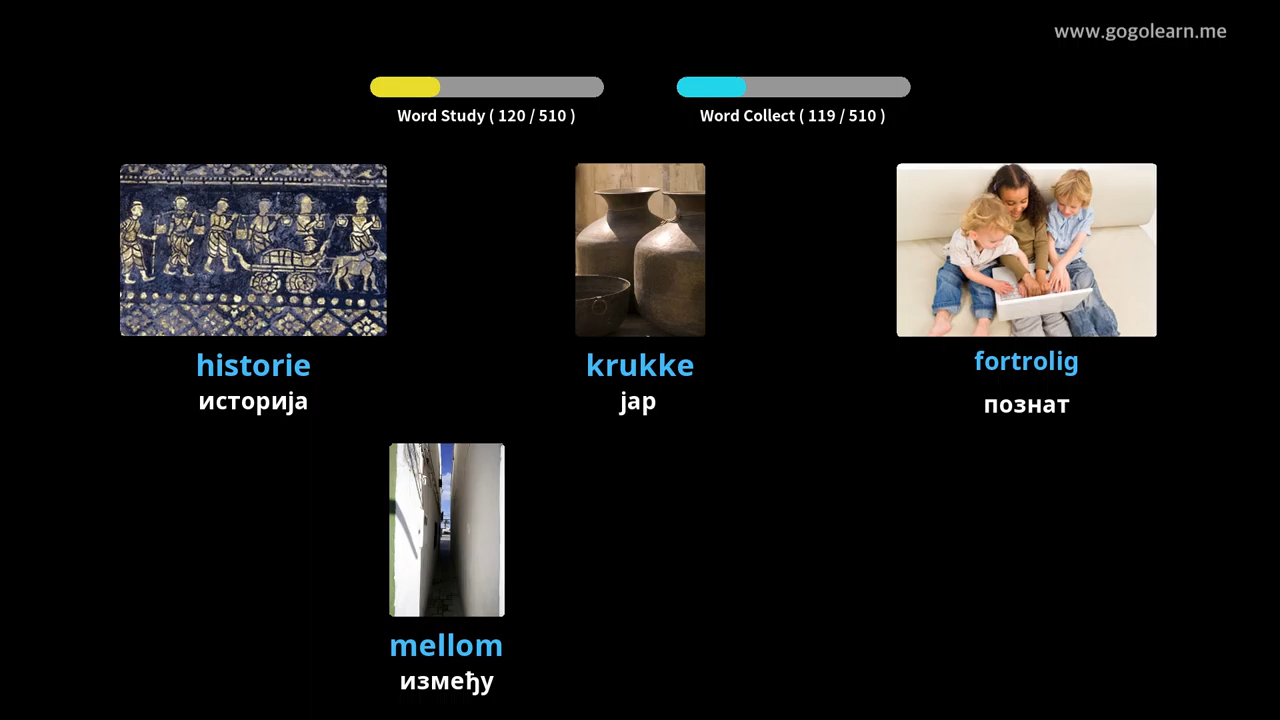 www.gogolearn.me
Word Study ( 120 / 510 )
Word Collect ( 119 / 510 )
historie
историја
krukke
јар
fortrolig
познат
mellom
између